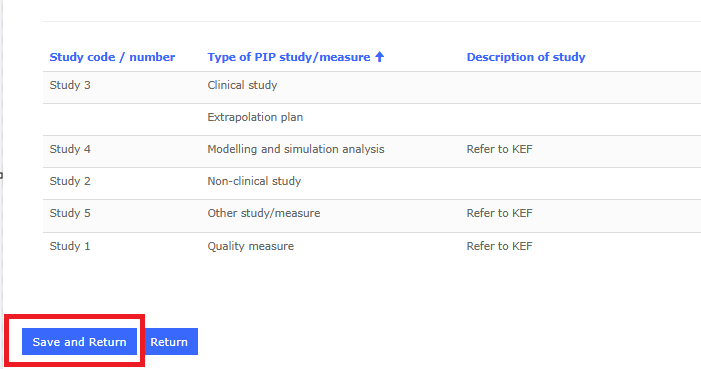 Study code / number Type of PIP study/measure ↑ Description of study
Study 3 Clinical study
Extrapolation plan
Study 4 Modelling and simulation analysis Refer to KEF
Study 2 Non-clinical study
Study 5 Other study/measure Refer to KEF
Study 1 Quality measure Refer to KEF
Save and Return Return